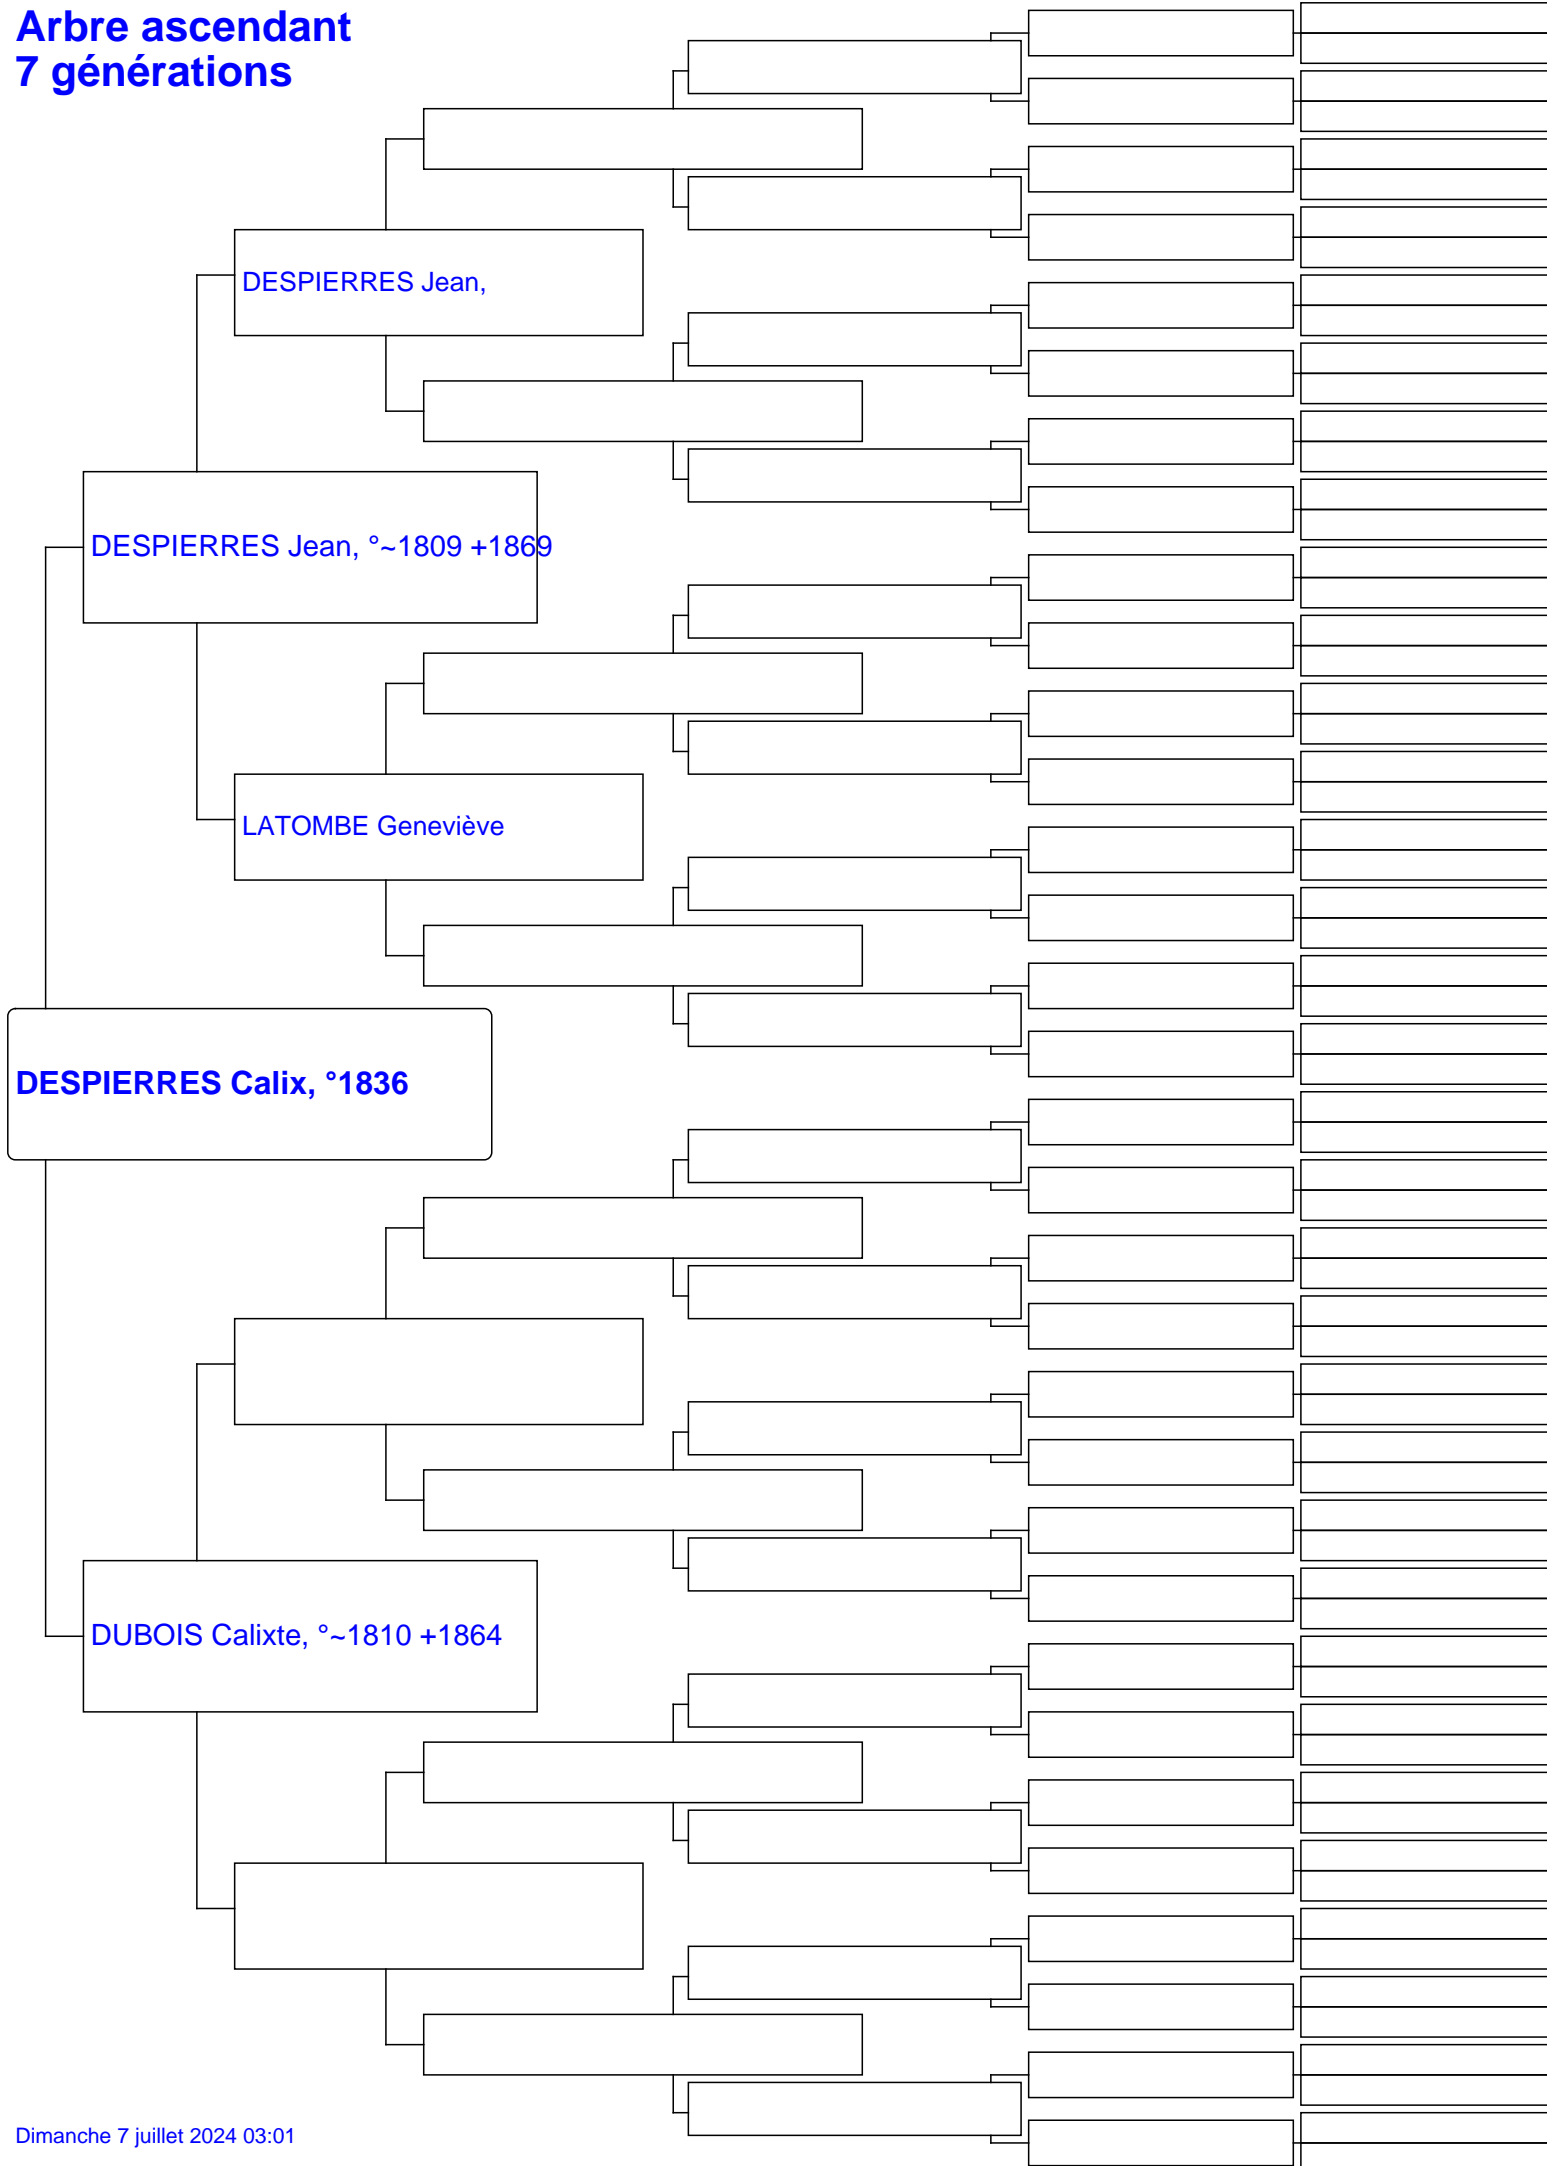 Arbre ascendant
7 générations
DESPIERRES Jean,
DESPIERRES Jean, °~1809 +1869
LATOMBE Geneviève
DESPIERRES Calix, °1836
DUBOIS Calixte, °~1810 +1864
Dimanche 7 juillet 2024 03:01